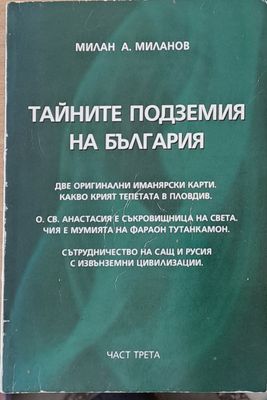 МИЛАН А. МИЛАНОВ
ТАЙНИТЕ ПОДЗЕМИЯ
НА БЪЛГАРИЯ
ДВЕ ОРИГИНАЛНИ ИМАНЯРСКИ КАРТИ.
КАКВО КРИЯТ ТЕПЕТАТА В ПЛОВДИВ.
О. СВ. АНАСТАСИЯ Е СЪКРОВИЩНИЦА НА СВЕТА.
ЧИЯ Е МУМИЯТА НА ФАРАОН ТУТАНКАМОН.
СЪТРУДНИЧЕСТВО НА САЩ И РУСИЯ
С ИЗВЪНЗЕМНИ ЦИВИЛИЗАЦИИ.
ЧАСТ ТРЕТА